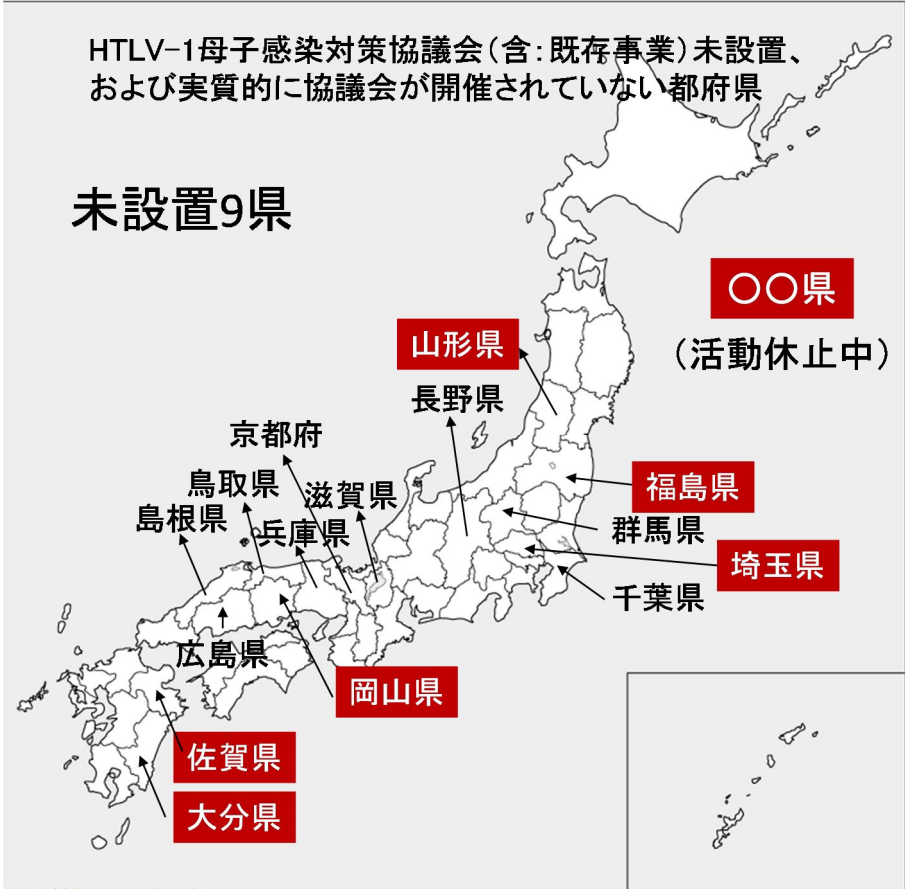 HTLV-1母子感染対策協議会（含：既存事業）未設置、
および実質的に協議会が開催されていない都府県
未設置9県
〇〇県
（活動休止中）
山形県
長野県
京都府
鳥取県
滋賀県
福島県
島根県
兵庫県
群馬県
埼玉県
千葉県
広島県
岡山県
佐賀県
大分県